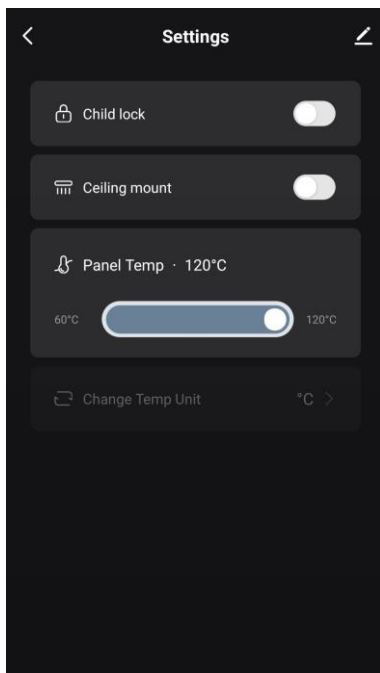 Settings
Child lock
Ceiling mount
Panel Temp · 120°C
60°C 120°C
Change Temp Unit °C